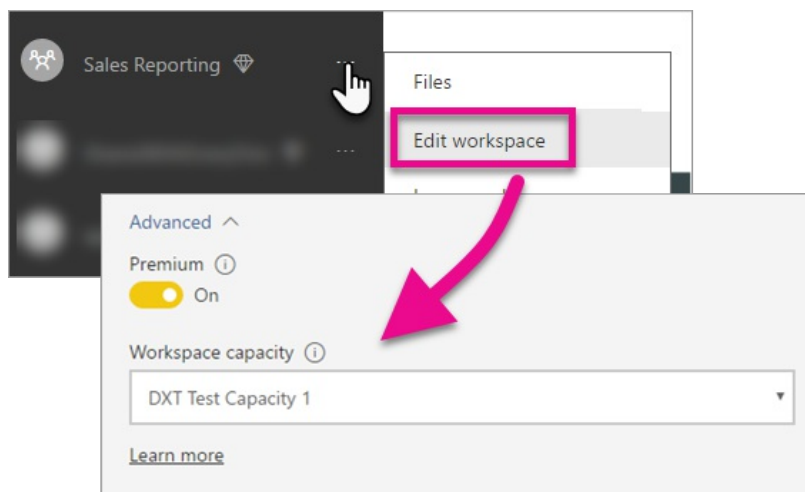 Sales Reporting
...
Files
Edit workspace
...
Advanced
Premium
On
Workspace capacity
DXT Test Capacity 1
Learn more